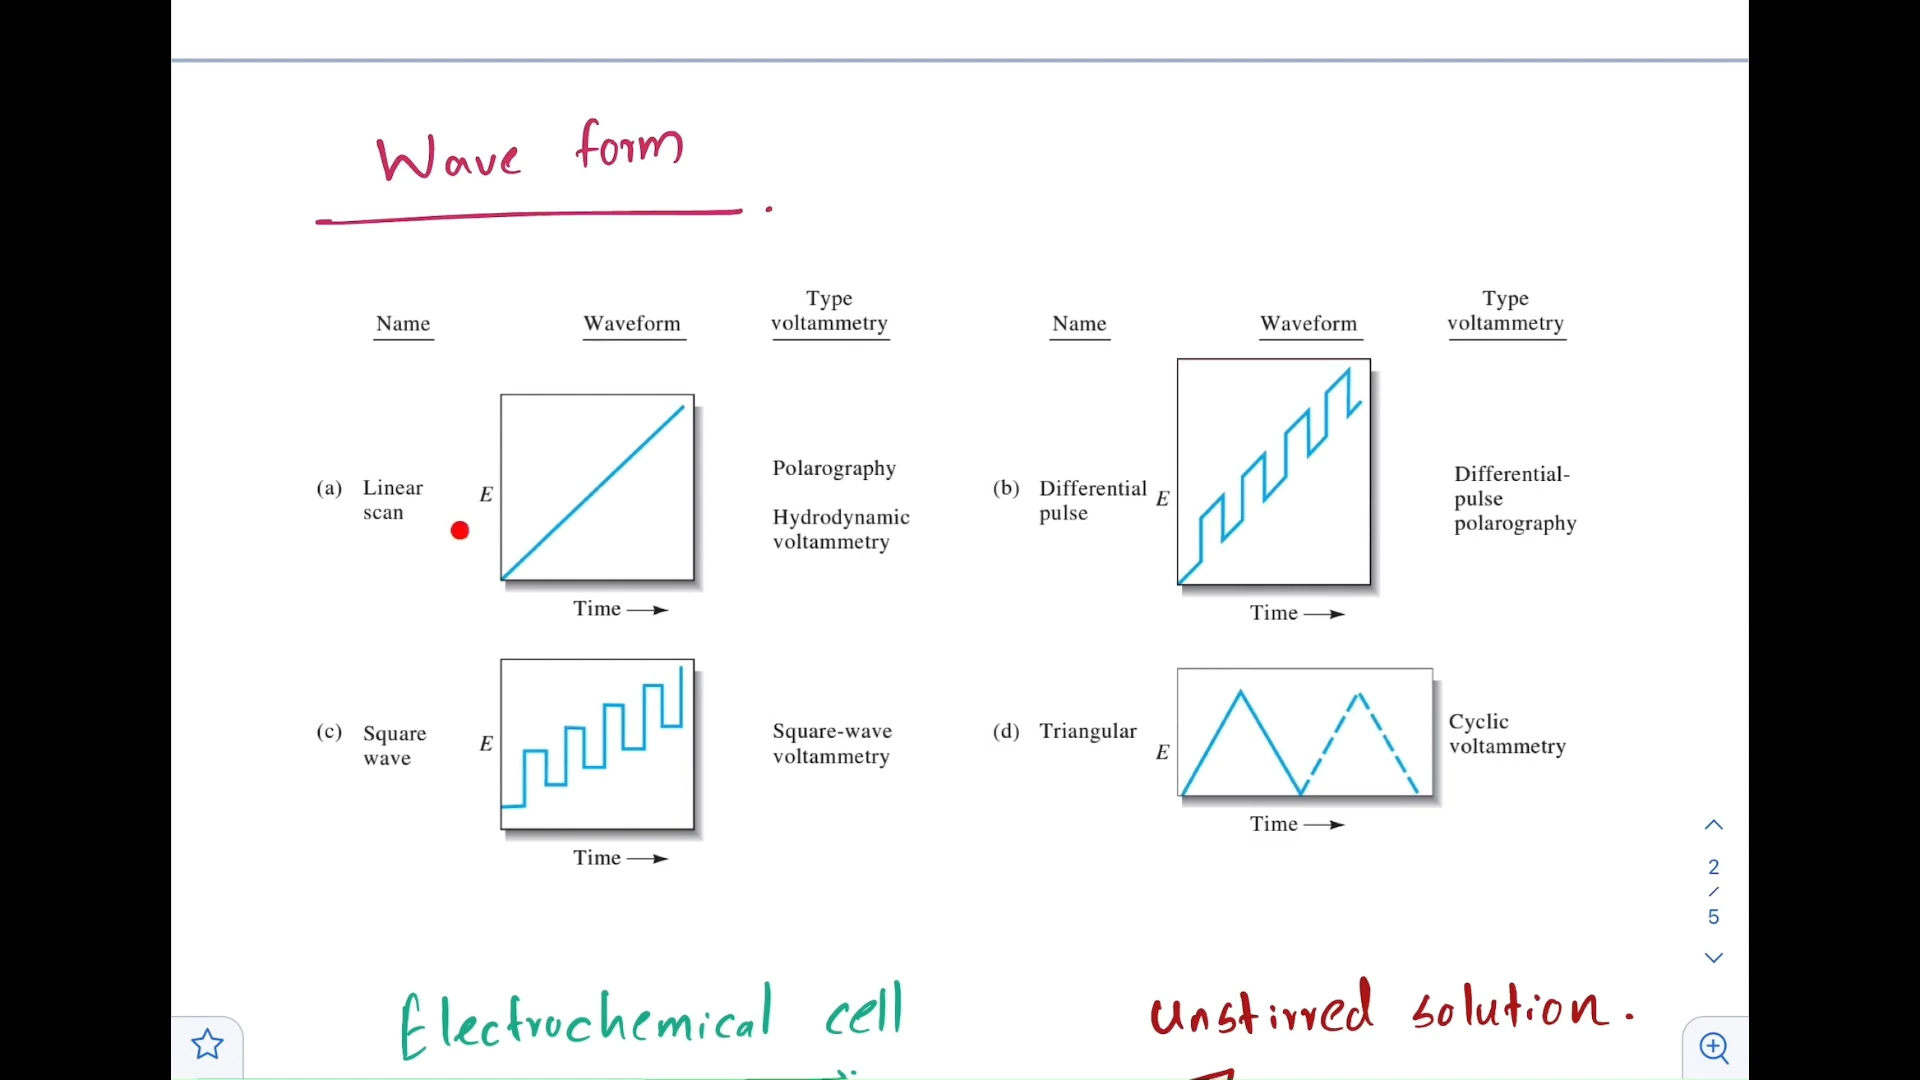 Wave form
Name
Waveform
Type
voltammetry
(a) Linear
scan
E
Time
Polarography
Hydrodynamic
voltammetry
Name
Waveform
Type
voltammetry
(b) Differential
pulse
E
Time
Differential-
pulse
polarography
(c) Square
wave
E
Time
Square-wave
voltammetry
(d) Triangular
E
Time
Cyclic
voltammetry
2
/
5
Electrochemical cell
unstirred solution.